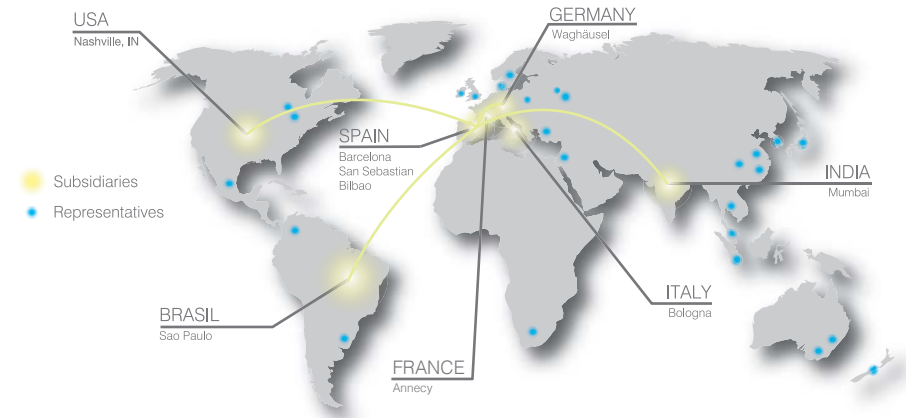 USA
Nashville, IN
GERMANY
Waghäusel
SPAIN
Barcelona
San Sebastian
Bilbao
Subsidiaries
Representatives
INDIA
Mumbai
ITALY
Bologna
BRASIL
Sao Paulo
FRANCE
Annecy